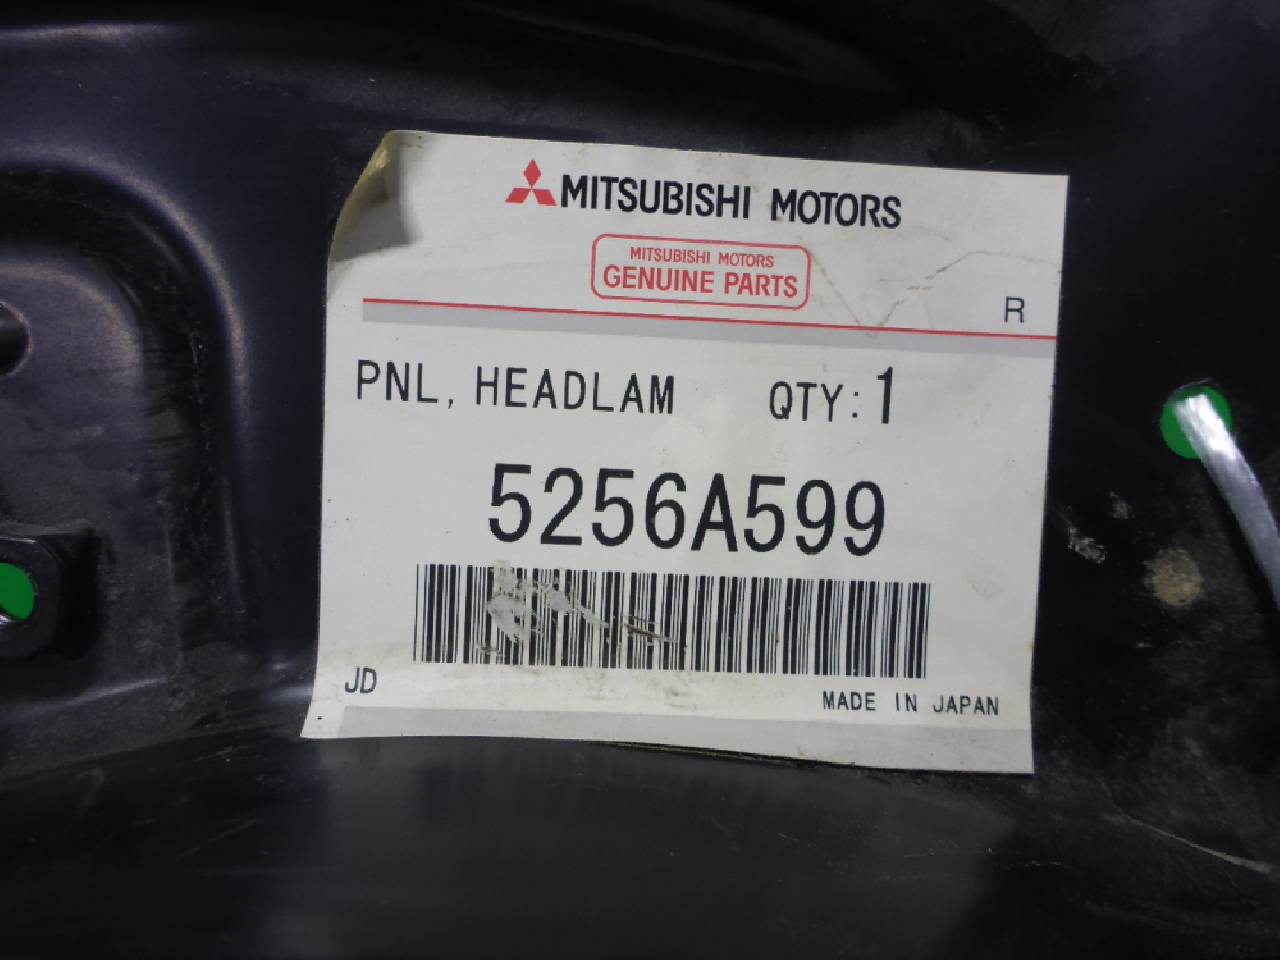 MITSUBISHI MOTORS
MITSUBISHI MOTORS
GENUINE PARTS
R
PNL, HEADLAM QTY: 1
5256A599
JD
MADE IN JAPAN